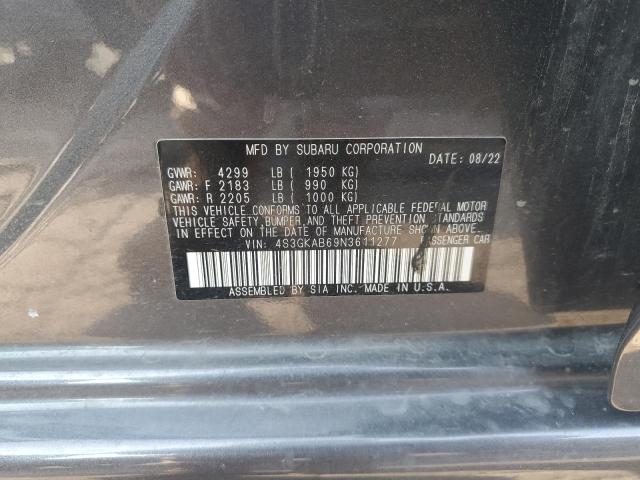 MFD BY SUBARU CORPORATION
DATE: 08/22
GVWR: 4299 LB ( 1950 KG)
GAWR: F 2183 LB ( 990 KG)
GAWR: R 2205 LB ( 1000 KG)
THIS VEHICLE CONFORMS TO ALL APPLICABLE FEDERAL MOTOR
VEHICLE SAFETY, BUMPER, AND THEFT PREVENTION STANDARDS
IN EFFECT ON THE DATE OF MANUFACTURE SHOWN ABOVE.
VIN: 4S3GKAB69N3611277 PASSENGER CAR
ASSEMBLED BY SIA INC. MADE IN U.S.A.